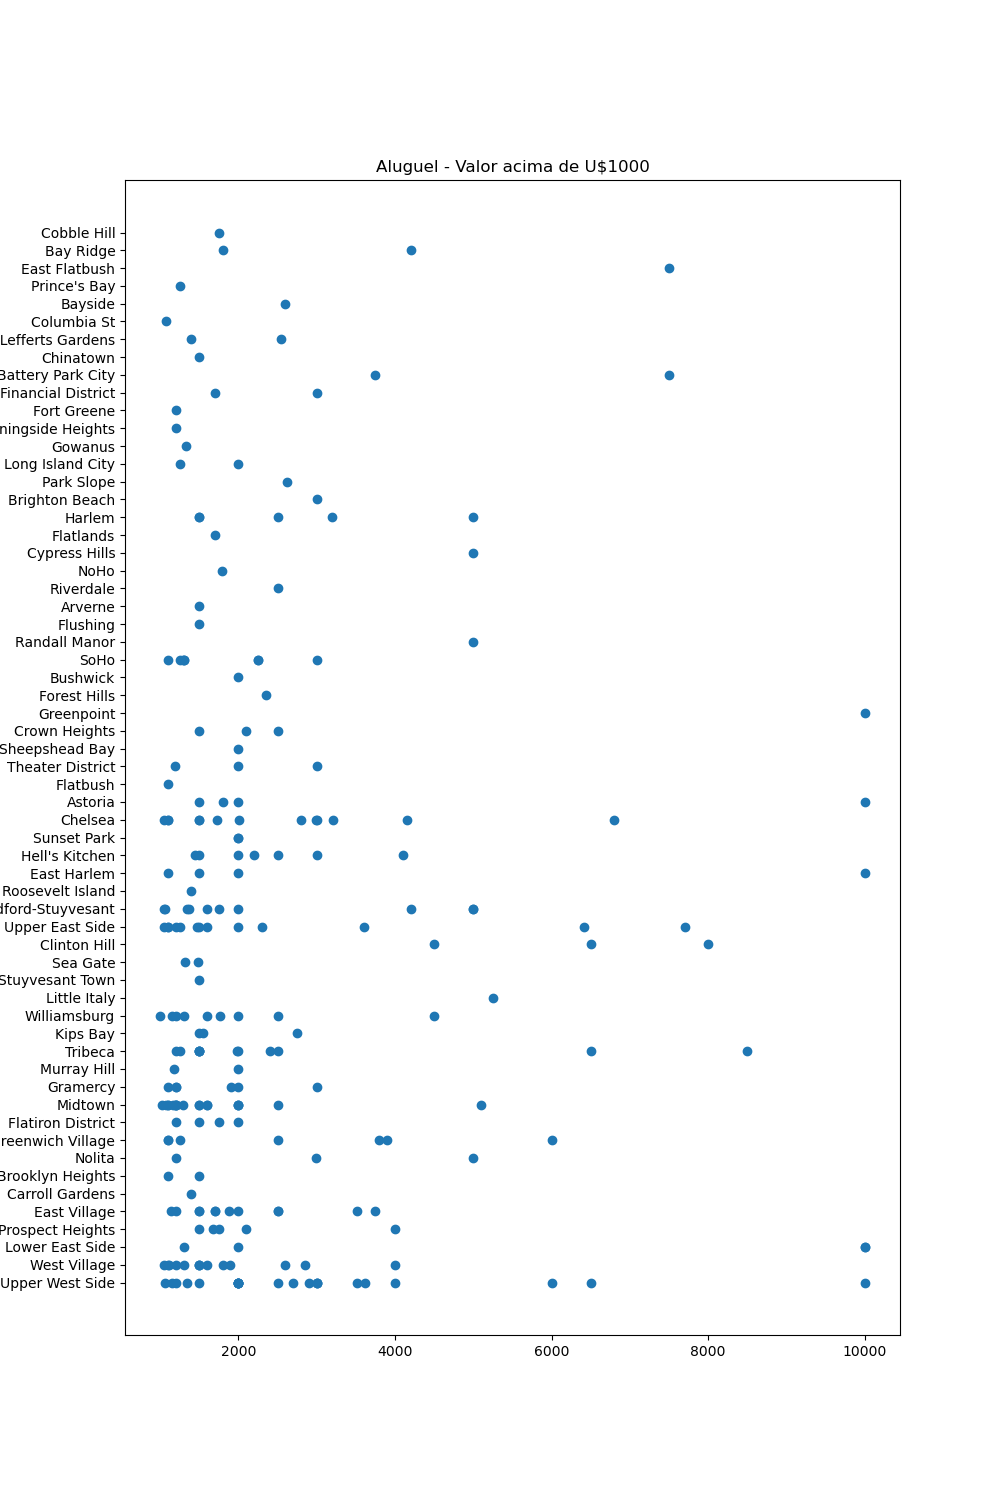 Aluguel - Valor acima de U$1000
Cobble Hill
Bay Ridge
East Flatbush
Prince's Bay
Bayside
Columbia St
Lefferts Gardens
Chinatown
Battery Park City
Financial District
Fort Greene
ningside Heights
Gowanus
Long Island City
Park Slope
Brighton Beach
Harlem
Flatlands
Cypress Hills
NoHo
Riverdale
Arverne
Flushing
Randall Manor
SoHo
Bushwick
Forest Hills
Greenpoint
Crown Heights
Sheepshead Bay
Theater District
Flatbush
Astoria
Chelsea
Sunset Park
Hell's Kitchen
East Harlem
Roosevelt Island
dford-Stuyvesant
Upper East Side
Clinton Hill
Sea Gate
Stuyvesant Town
Little Italy
Williamsburg
Kips Bay
Tribeca
Murray Hill
Gramercy
Midtown
Flatiron District
reenwich Village
Nolita
Brooklyn Heights
Carroll Gardens
East Village
Prospect Heights
Lower East Side
West Village
Upper West Side
2000 4000 6000 8000 10000